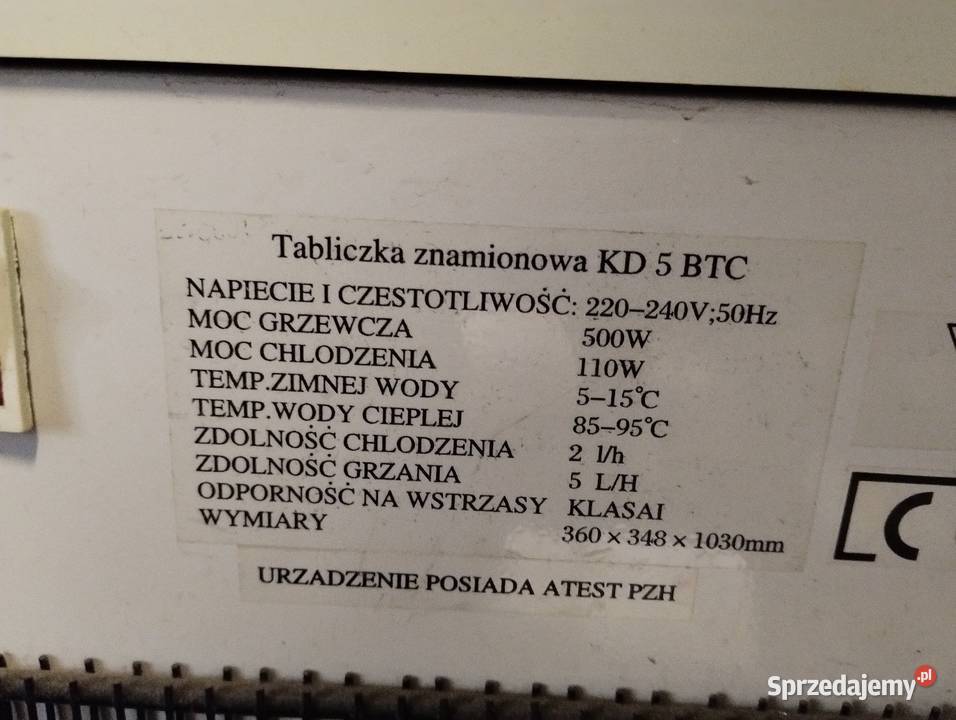 Tabliczka znamionowa KD 5 BTC
NAPIECIE I CZESTOTLIWOŚĆ: 220–240V;50Hz
MOC GRZEWCZA 500W
MOC CHLODZENIA 110W
TEMP.ZIMNEJ WODY 5–15°C
TEMP.WODY CIEPLEJ 85–95°C
ZDOLNOŚĆ CHLODZENIA 2 l/h
ZDOLNOŚĆ GRZANIA 5 L/H
ODPORNOŚĆ NA WSTRZASY KLASAI
WYMIARY 360 × 348 × 1030mm
URZADZENIE POSIADA ATEST PZH
Sprzedajemy.pl